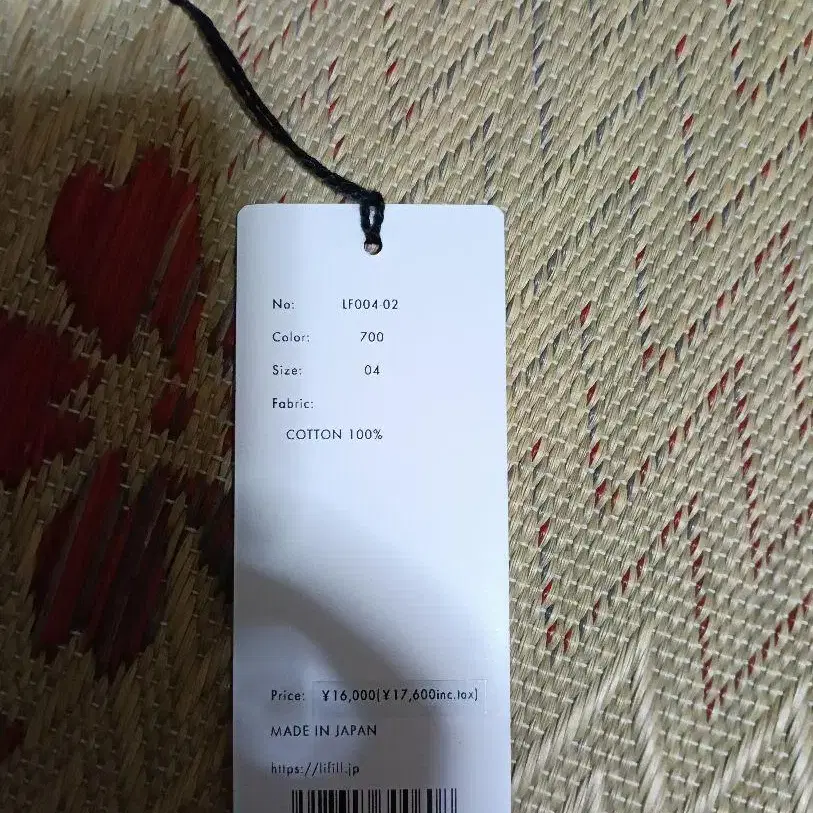 No: LF004-02
Color: 700
Size: 04
Fabric:
COTTON 100%
Price: ¥16,000(¥17,600inc.tax)
MADE IN JAPAN
https://lifill.jp